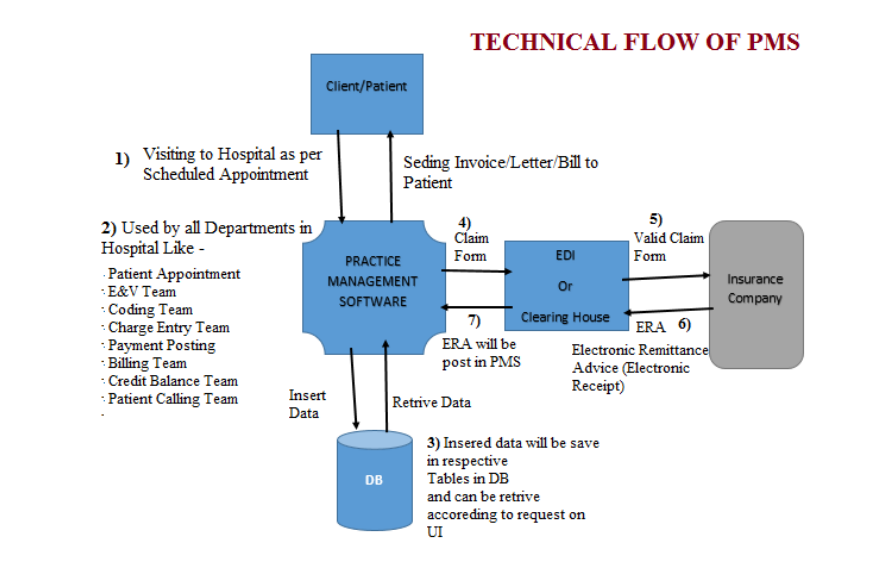 TECHNICAL FLOW OF PMS
Client/Patient
1) Visiting to Hospital as per
Scheduled Appointment
Seding Invoice/Letter/Bill to
Patient
2) Used by all Departments in
Hospital Like -
· Patient Appointment
· E&V Team
· Coding Team
· Charge Entry Team
· Payment Posting
· Billing Team
· Credit Balance Team
· Patient Calling Team
·
PRACTICE
MANAGEMENT
SOFTWARE
4)
Claim
Form
EDI
Or
Clearing House
5)
Valid Claim
Form
Insurance
Company
7)
ERA will be
post in PMS
ERA 6)
Electronic Remittance
Advice (Electronic
Receipt)
Insert
Data
Retrive Data
DB
3) Insered data will be save
in respective
Tables in DB
and can be retrive
accoreding to request on
UI